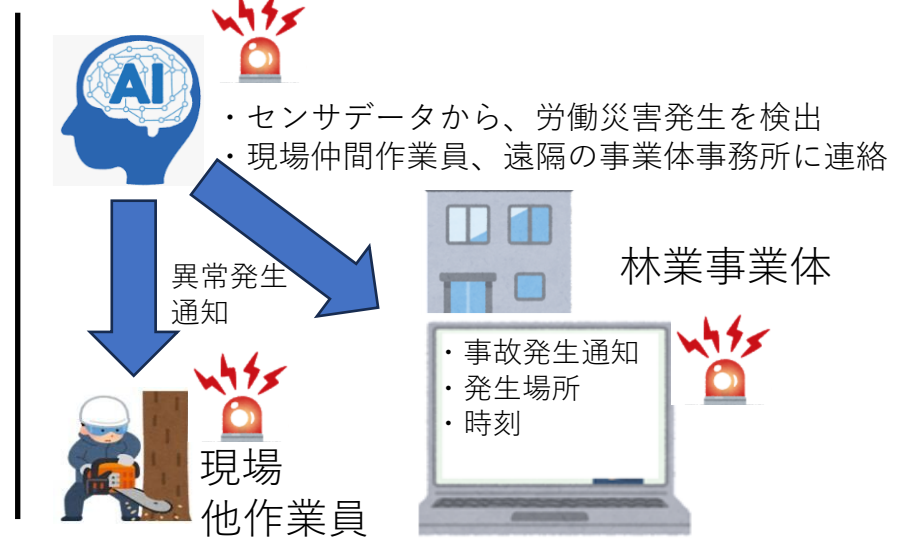 AI
・センサデータから、労働災害発生を検出
・現場仲間作業員、遠隔の事業体事務所に連絡
異常発生
通知
林業事業体
・事故発生通知
・発生場所
・時刻
現場
他作業員